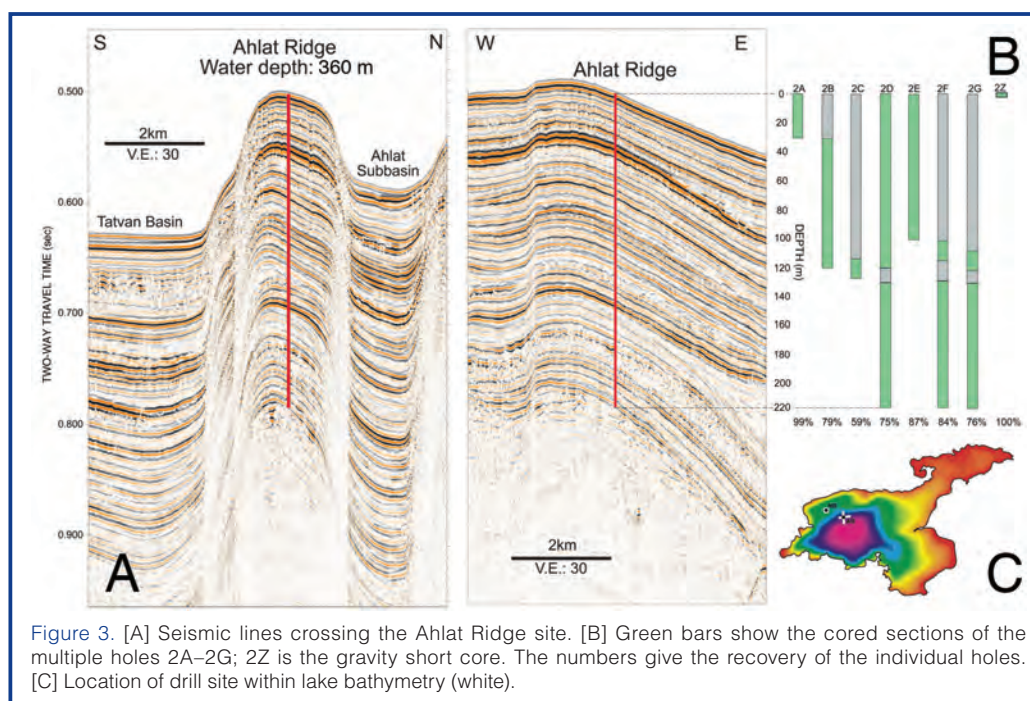 S
Ahlat Ridge
Water depth: 360 m
N
0.500
0.600
0.700
0.800
0.900
TWO-WAY TRAVEL TIME (sec)
2km
V.E.: 30
Tatvan Basin
Ahlat
Subbasin
A
W
E
Ahlat Ridge
2km
V.E.: 30
B
2A 2B 2C 2D 2E 2F 2G 2Z
0
20
40
60
80
100
120
140
160
180
200
220
DEPTH (m)
99% 79% 59% 75% 87% 84% 76% 100%
C
Figure 3. [A] Seismic lines crossing the Ahlat Ridge site. [B] Green bars show the cored sections of the
multiple holes 2A–2G; 2Z is the gravity short core. The numbers give the recovery of the individual holes.
[C] Location of drill site within lake bathymetry (white).